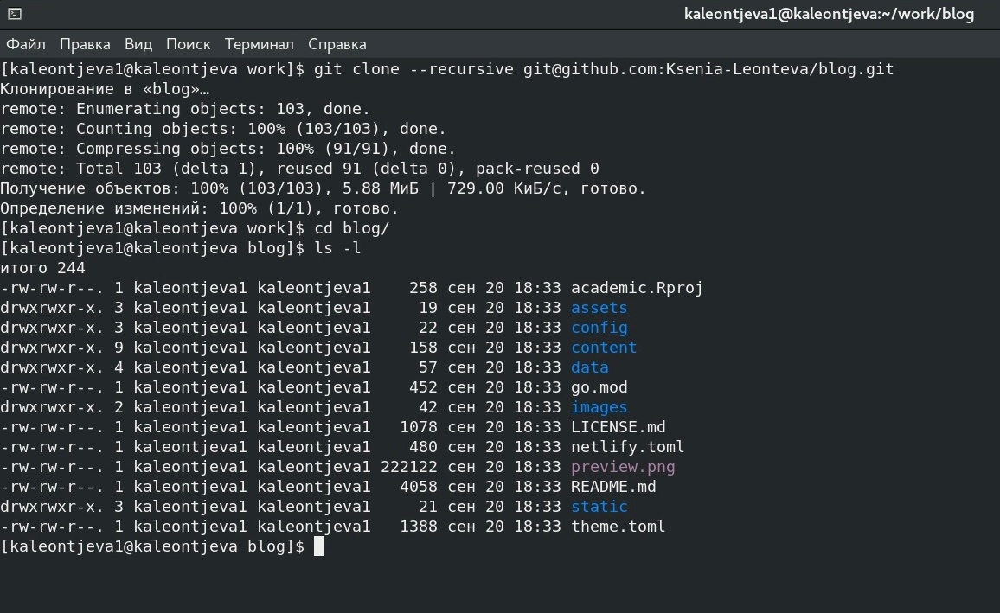 kaleontjeva1@kaleontjeva:~/work/blog
Файл Правка Вид Поиск Терминал Справка
[kaleontjeva1@kaleontjeva work]$ git clone --recursive git@github.com:Ksenia-Leonteva/blog.git
Клонирование в «blog»…
remote: Enumerating objects: 103, done.
remote: Counting objects: 100% (103/103), done.
remote: Compressing objects: 100% (91/91), done.
remote: Total 103 (delta 1), reused 91 (delta 0), pack-reused 0
Получение объектов: 100% (103/103), 5.88 МиБ | 729.00 КиБ/с, готово.
Определение изменений: 100% (1/1), готово.
[kaleontjeva1@kaleontjeva work]$ cd blog/
[kaleontjeva1@kaleontjeva blog]$ ls -l
итого 244
-rw-rw-r--. 1 kaleontjeva1 kaleontjeva1    258 сен 20 18:33 academic.Rproj
drwxrwxr-x. 3 kaleontjeva1 kaleontjeva1     19 сен 20 18:33 assets
drwxrwxr-x. 3 kaleontjeva1 kaleontjeva1     22 сен 20 18:33 config
drwxrwxr-x. 9 kaleontjeva1 kaleontjeva1    158 сен 20 18:33 content
drwxrwxr-x. 4 kaleontjeva1 kaleontjeva1     57 сен 20 18:33 data
-rw-rw-r--. 1 kaleontjeva1 kaleontjeva1    452 сен 20 18:33 go.mod
drwxrwxr-x. 2 kaleontjeva1 kaleontjeva1     42 сен 20 18:33 images
-rw-rw-r--. 1 kaleontjeva1 kaleontjeva1   1078 сен 20 18:33 LICENSE.md
-rw-rw-r--. 1 kaleontjeva1 kaleontjeva1    480 сен 20 18:33 netlify.toml
-rw-rw-r--. 1 kaleontjeva1 kaleontjeva1 222122 сен 20 18:33 preview.png
-rw-rw-r--. 1 kaleontjeva1 kaleontjeva1   4058 сен 20 18:33 README.md
drwxrwxr-x. 3 kaleontjeva1 kaleontjeva1     21 сен 20 18:33 static
-rw-rw-r--. 1 kaleontjeva1 kaleontjeva1   1388 сен 20 18:33 theme.toml
[kaleontjeva1@kaleontjeva blog]$